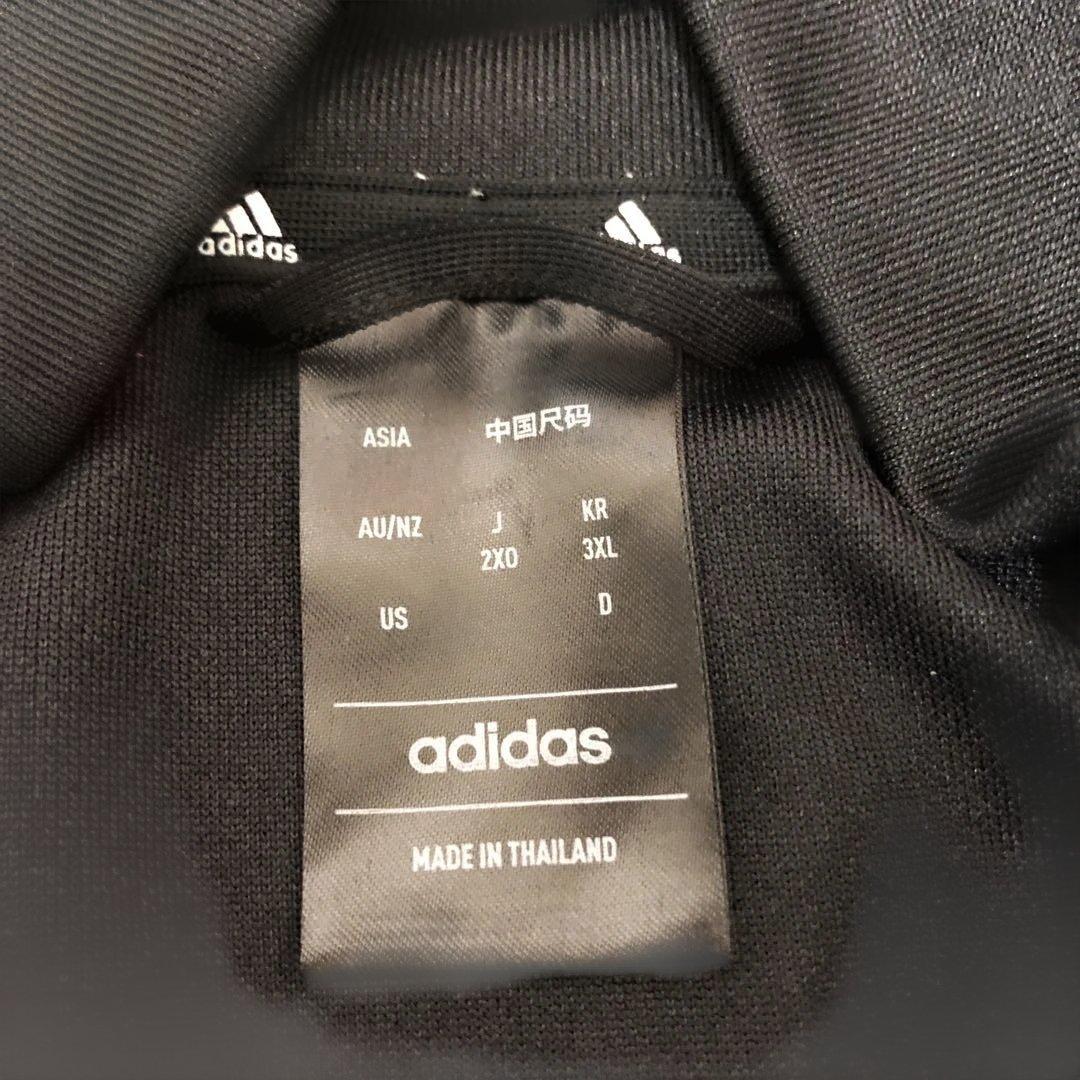 adidas adidas
ASIA 中国尺码
AU/NZ J KR
2XO 3XL
US D
adidas
MADE IN THAILAND